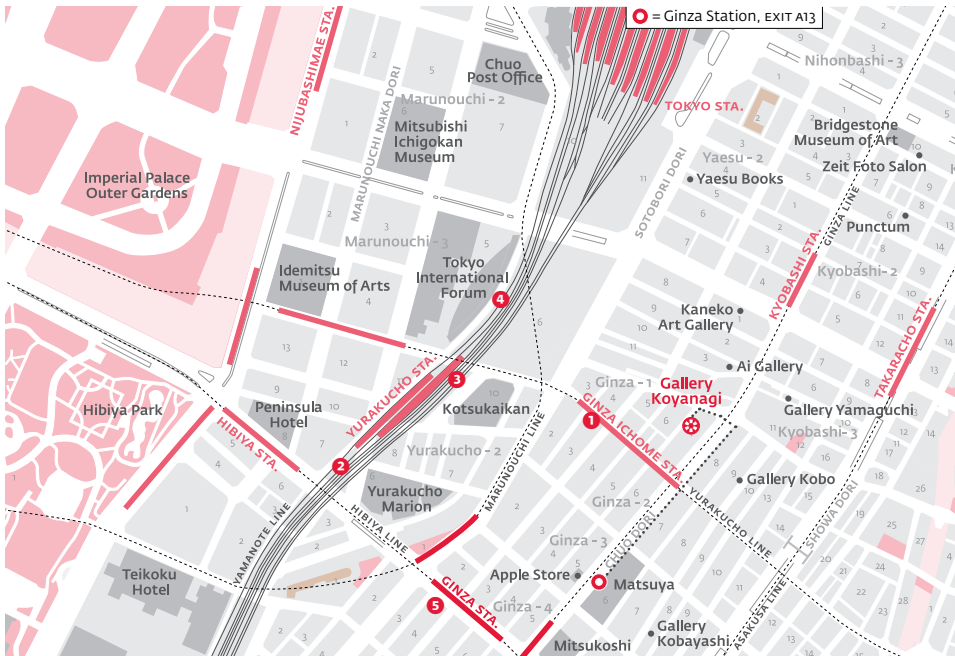 = Ginza Station, EXIT A13
NIJUBASHIMAE STA.
Chuo
Post Office
Nihonbashi - 3
Marunouchi - 2
TOKYO STA.
MARUNOUCHI NAKA DORI
Mitsubishi
Ichigokan
Museum
Bridgestone
Museum of Art
Yaesu - 2
Zeit Foto Salon
Imperial Palace
Outer Gardens
Yaesu Books
SOTOBORI DORI
GINZA LINE
Punctum
Marunouchi - 3
Idemitsu
Museum of Arts
Tokyo
International
Forum
KYOBASHI STA.
Kyobashi - 2
4
Kaneko
Art Gallery
TAKARACHO STA.
YURAKUCHO STA.
3
Ai Gallery
Ginza - 1
Gallery
Koyanagi
Hibiya Park
Peninsula
Hotel
Kotsukaikan
Gallery Yamaguchi
1
GINZA ICHOME STA.
Kyobashi - 3
HIBIYA STA.
Yurakucho - 2
MARUNOUCHI LINE
2
Gallery Kobo
Yurakucho
Marion
Ginza - 2
YURAKUCHO LINE
SHOWA DORI
YAMANOTE LINE
HIBIYA LINE
CHUO DORI
Ginza - 3
Teikoku
Hotel
Apple Store
Matsuya
GINZA STA.
5
Ginza - 4
ASAKUSA LINE
Mitsukoshi
Gallery
Kobayashi